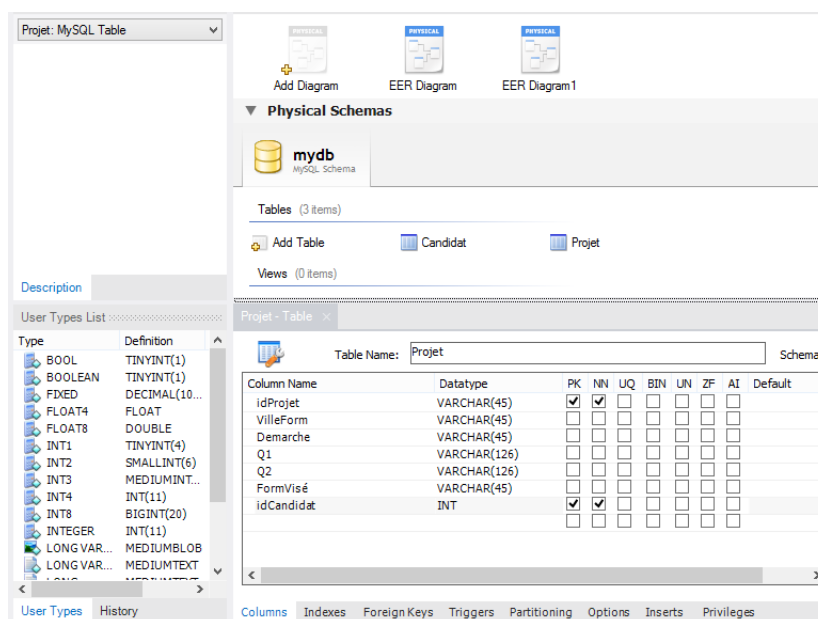 Projet: MySQL Table
PHYSICAL
PHYSICAL
PHYSICAL
Add Diagram
EER Diagram
EER Diagram1
Physical Schemas
mydb
MySQL Schema
Tables (3 items)
Add Table
Candidat
Projet
Views (0 items)
Description
User Types List
Type Definition
BOOL TINYINT(1)
BOOLEAN TINYINT(1)
FIXED DECIMAL(10...
FLOAT4 FLOAT
FLOAT8 DOUBLE
INT1 TINYINT(4)
INT2 SMALLINT(6)
INT3 MEDIUMINT...
INT4 INT(11)
INT8 BIGINT(20)
INTEGER INT(11)
LONG VAR... MEDIUMBLOB
LONG VAR... MEDIUMTEXT
User Types History
Projet - Table ×
Table Name: Projet Schema
Column Name Datatype PK NN UQ BIN UN ZF AI Default
idProjet VARCHAR(45)
VilleForm VARCHAR(45)
Demarche VARCHAR(45)
Q1 VARCHAR(126)
Q2 VARCHAR(126)
FormVisé VARCHAR(45)
idCandidat INT
Columns Indexes Foreign Keys Triggers Partitioning Options Inserts Privileges